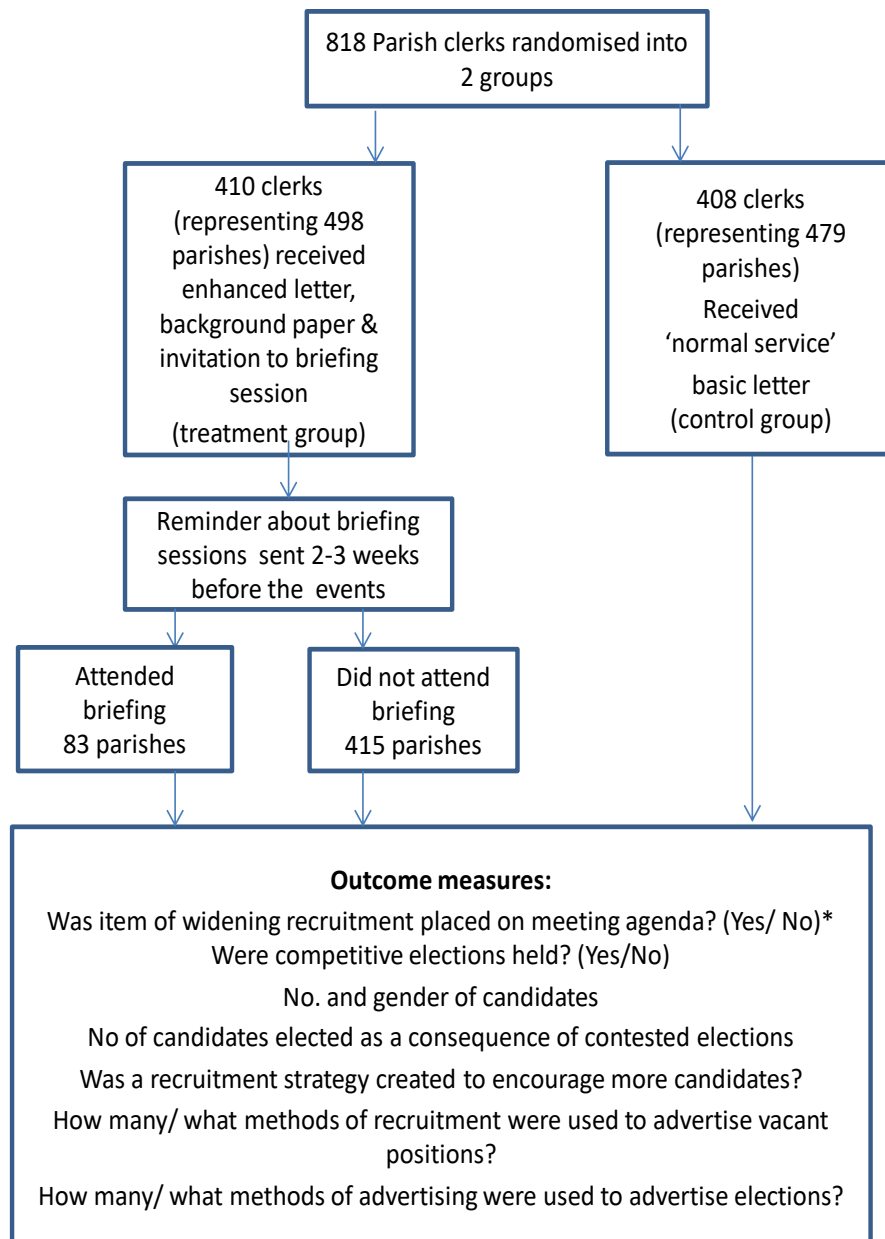 818 Parish clerks randomised into
2 groups
410 clerks
(representing 498
parishes) received
enhanced letter,
background paper &
invitation to briefing
session
(treatment group)
408 clerks
(representing 479
parishes)
Received
‘normal service’
basic letter
(control group)
Reminder about briefing
sessions sent 2-3 weeks
before the events
Attended
briefing
83 parishes
Did not attend
briefing
415 parishes
Outcome measures:
Was item of widening recruitment placed on meeting agenda? (Yes/ No)*
Were competitive elections held? (Yes/No)
No. and gender of candidates
No of candidates elected as a consequence of contested elections
Was a recruitment strategy created to encourage more candidates?
How many/ what methods of recruitment were used to advertise vacant
positions?
How many/ what methods of advertising were used to advertise elections?